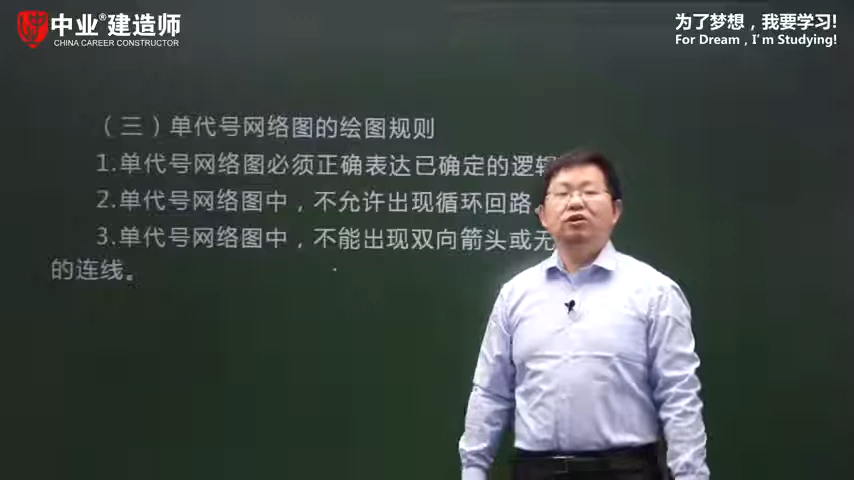 中业®建造师
CHINA CAREER CONSTRUCTOR
为了梦想，我要学习!
For Dream , I'm Studying!
（三）单代号网络图的绘图规则
1.单代号网络图必须正确表达已确定的逻辑
2.单代号网络图中，不允许出现循环回路。
3.单代号网络图中，不能出现双向箭头或无
的连线。